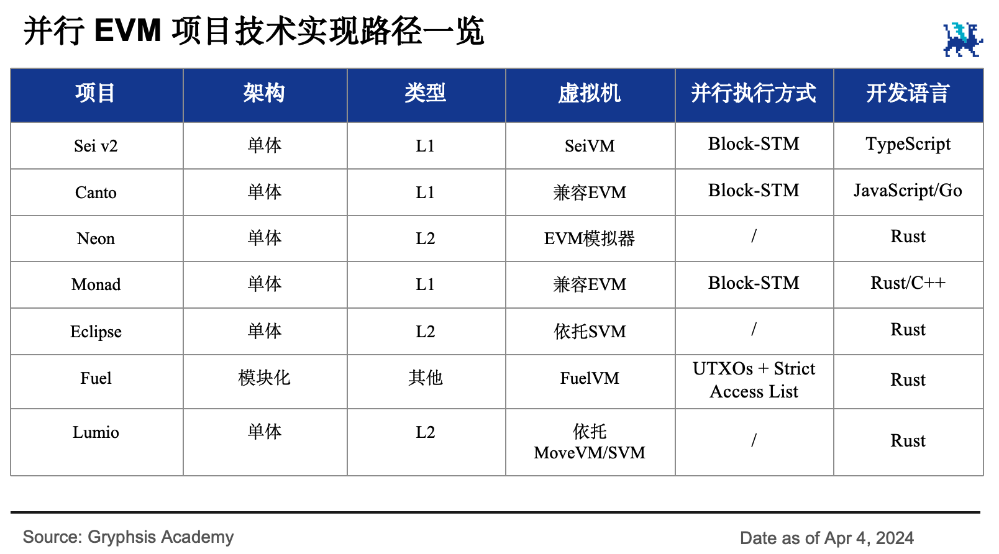 并行 EVM 项目技术实现路径一览
项目 架构 类型 虚拟机 并行执行方式 开发语言
Sei v2 单体 L1 SeiVM Block-STM TypeScript
Canto 单体 L1 兼容EVM Block-STM JavaScript/Go
Neon 单体 L2 EVM模拟器 / Rust
Monad 单体 L1 兼容EVM Block-STM Rust/C++
Eclipse 单体 L2 依托SVM / Rust
Fuel 模块化 其他 FuelVM UTXOs + Strict
Access List Rust
Lumio 单体 L2 依托
MoveVM/SVM / Rust
Source: Gryphsis Academy
Date as of Apr 4, 2024